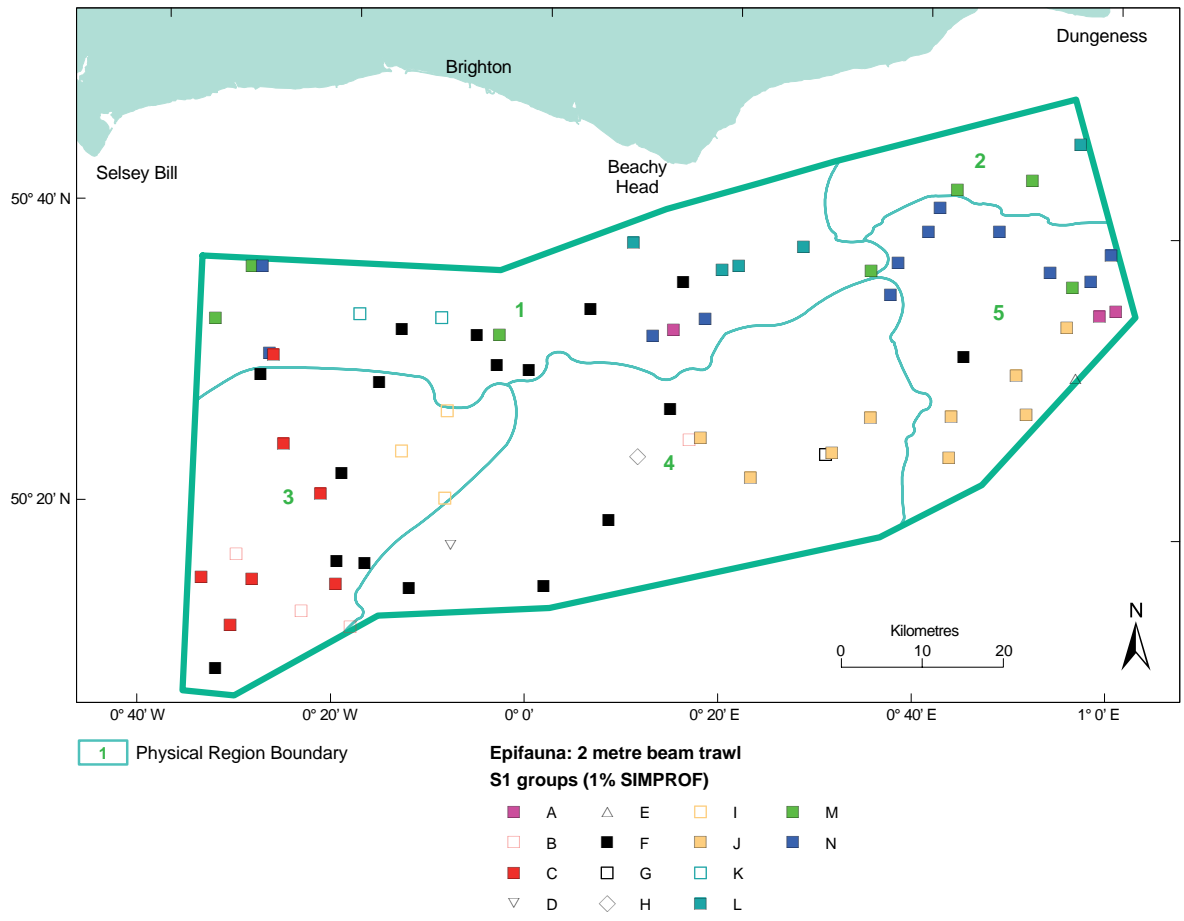 Dungeness
Brighton
Selsey Bill
Beachy
Head
2
50° 40' N
1
5
4
3
50° 20' N
N
Kilometres
0 10 20
0° 40' W 0° 20' W 0° 0' 0° 20' E 0° 40' E 1° 0' E
1 Physical Region Boundary
Epifauna: 2 metre beam trawl
S1 groups (1% SIMPROF)
A E I M
B F J N
C G K
D H L